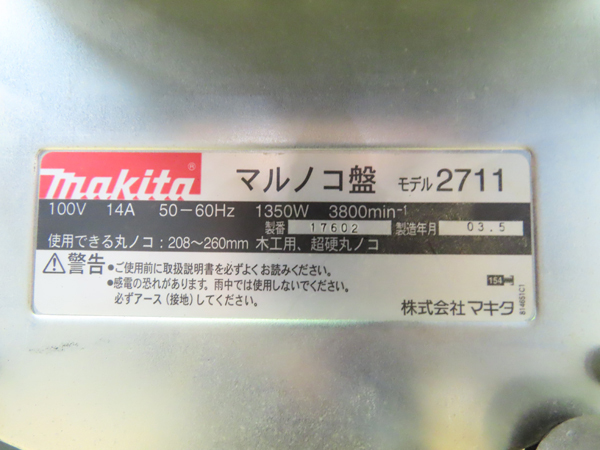 makita® マルノコ盤 モデル2711
100V 14A 50-60Hz 1350W 3800min⁻¹
製番 17602 製造年月 03.5
使用できる丸ノコ：208〜260mm 木工用、超硬丸ノコ
⚠警告 ●ご使用前に取扱説明書を必ずよくお読みください。
●感電の恐れがあります。雨中では使用しないでください。
必ずアース（接地）してください。
154
株式会社マキタ
814651C1